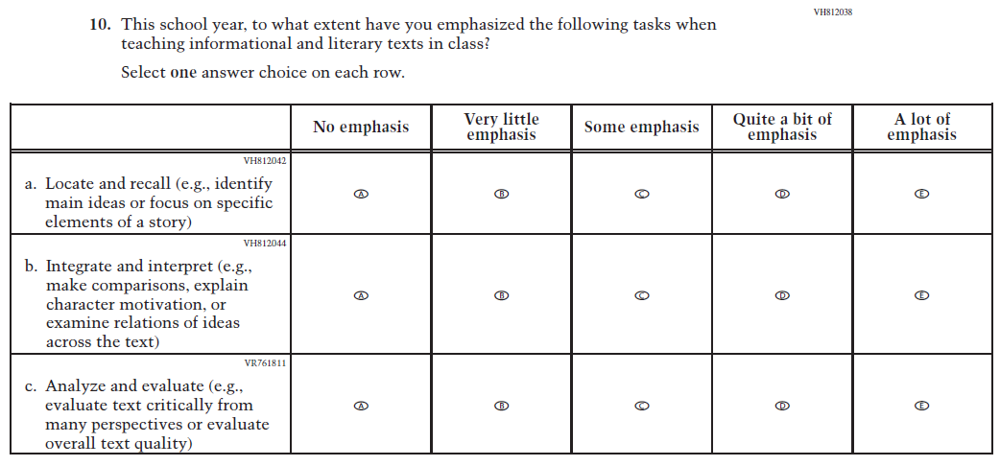 VH812038
10. This school year, to what extent have you emphasized the following tasks when
teaching informational and literary texts in class?
Select one answer choice on each row.
No emphasis
Very little
emphasis
Some emphasis
Quite a bit of
emphasis
A lot of
emphasis
VH812042
a. Locate and recall (e.g., identify
main ideas or focus on specific
elements of a story)
A B C D E
VH812044
b. Integrate and interpret (e.g.,
make comparisons, explain
character motivation, or
examine relations of ideas
across the text)
A B C D E
VR761811
c. Analyze and evaluate (e.g.,
evaluate text critically from
many perspectives or evaluate
overall text quality)
A B C D E